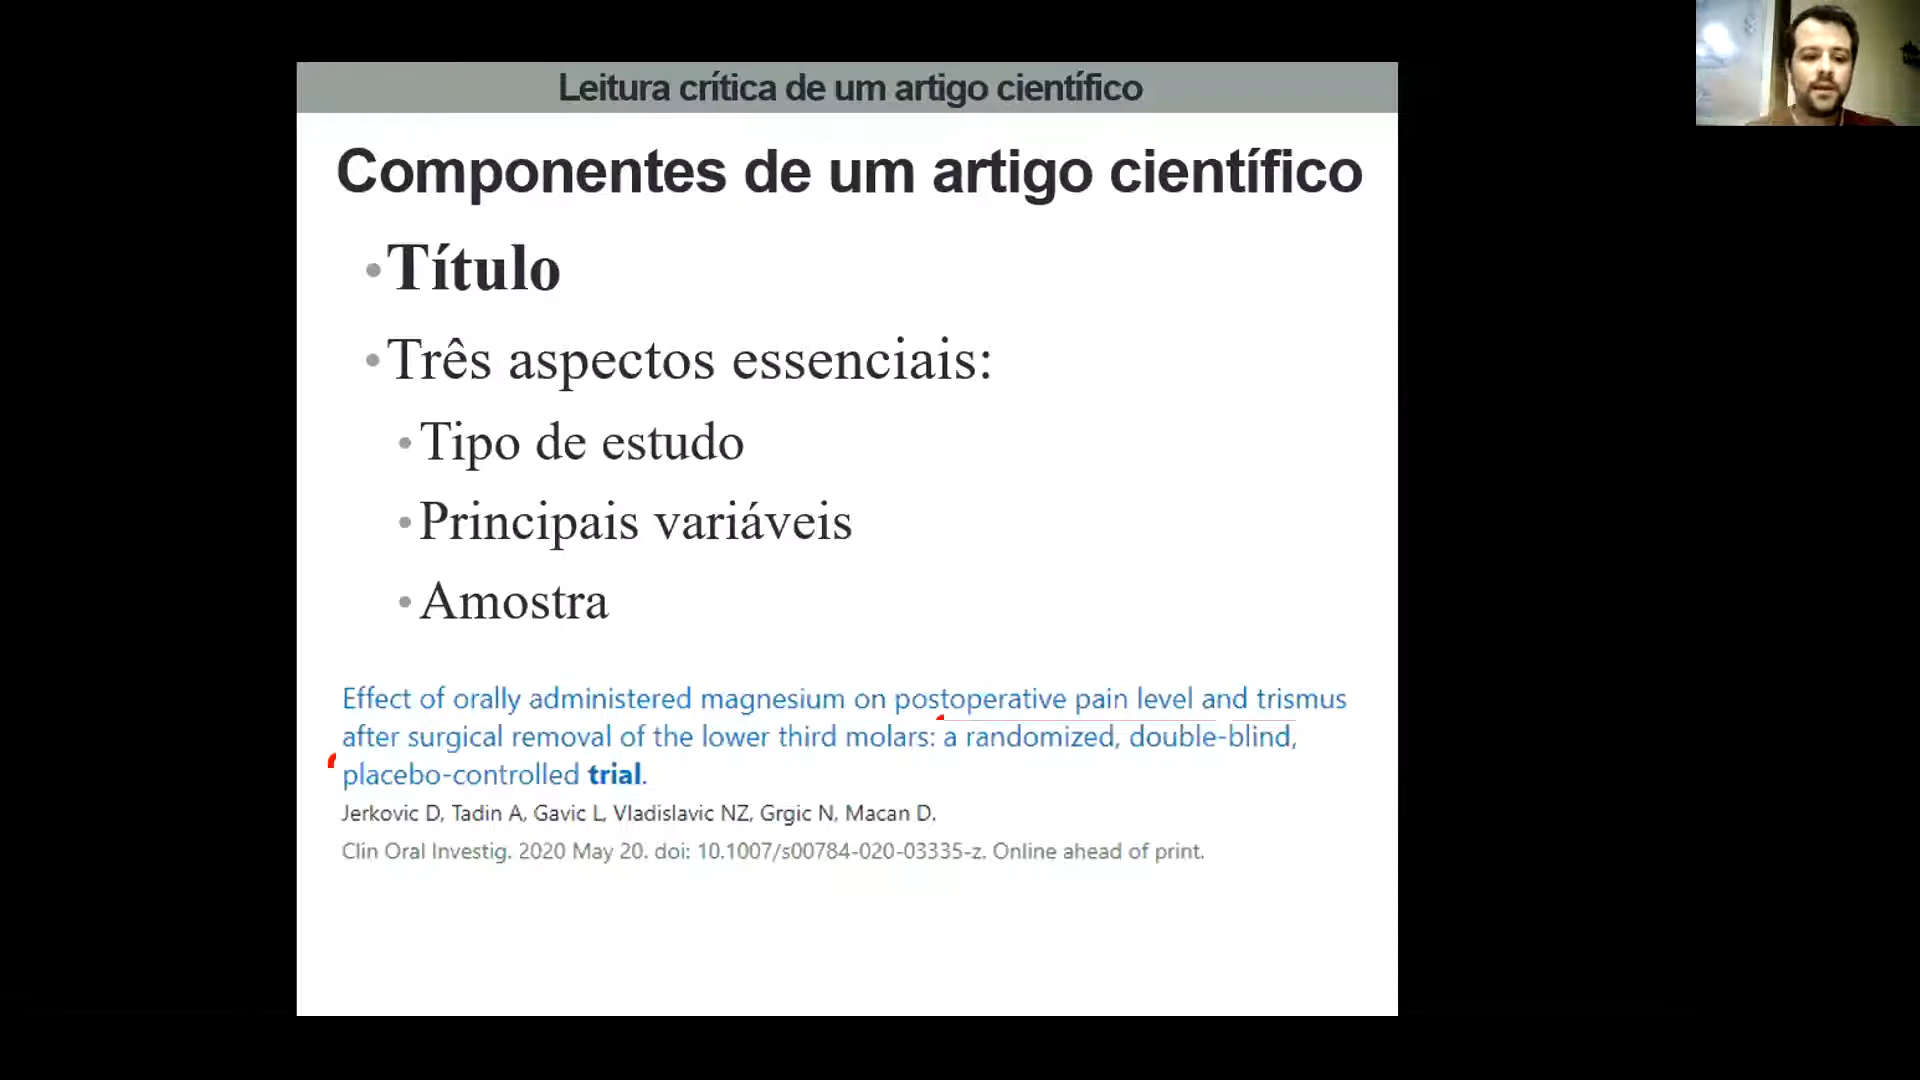 Leitura crítica de um artigo científico
Componentes de um artigo científico
•Título
•Três aspectos essenciais:
•Tipo de estudo
•Principais variáveis
•Amostra
Effect of orally administered magnesium on postoperative pain level and trismus
after surgical removal of the lower third molars: a randomized, double-blind,
placebo-controlled trial.
Jerkovic D, Tadin A, Gavic L, Vladislavic NZ, Grgic N, Macan D.
Clin Oral Investig. 2020 May 20. doi: 10.1007/s00784-020-03335-z. Online ahead of print.